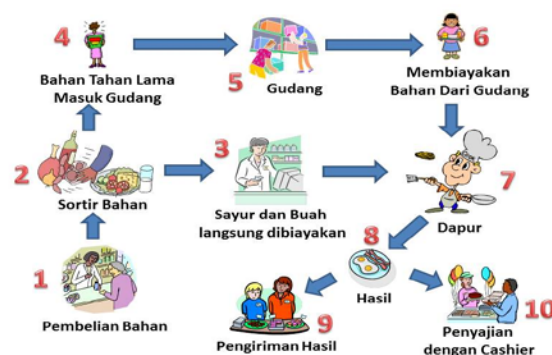 4
Bahan Tahan Lama
Masuk Gudang
5
Gudang
6
Membiayakan
Bahan Dari Gudang
2
Sortir Bahan
3
Sayur dan Buah
langsung dibiayakan
7
Dapur
1
Pembelian Bahan
8
Hasil
9
Pengiriman Hasil
10
Penyajian
dengan Cashier